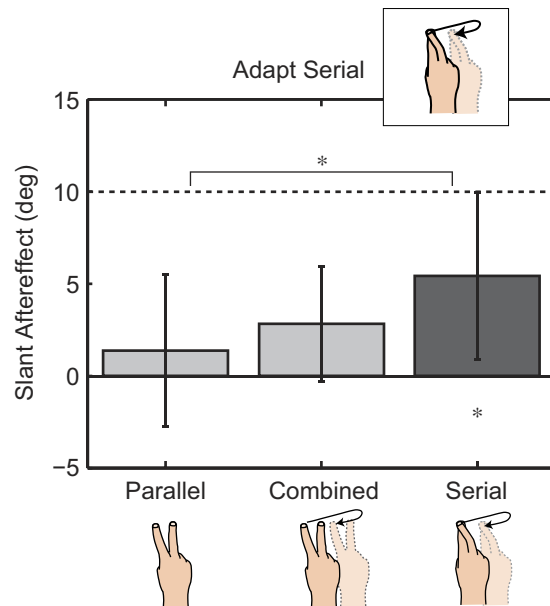 Adapt Serial
Slant Aftereffect (deg)
15
*
10
5
0
*
−5
Parallel Combined Serial